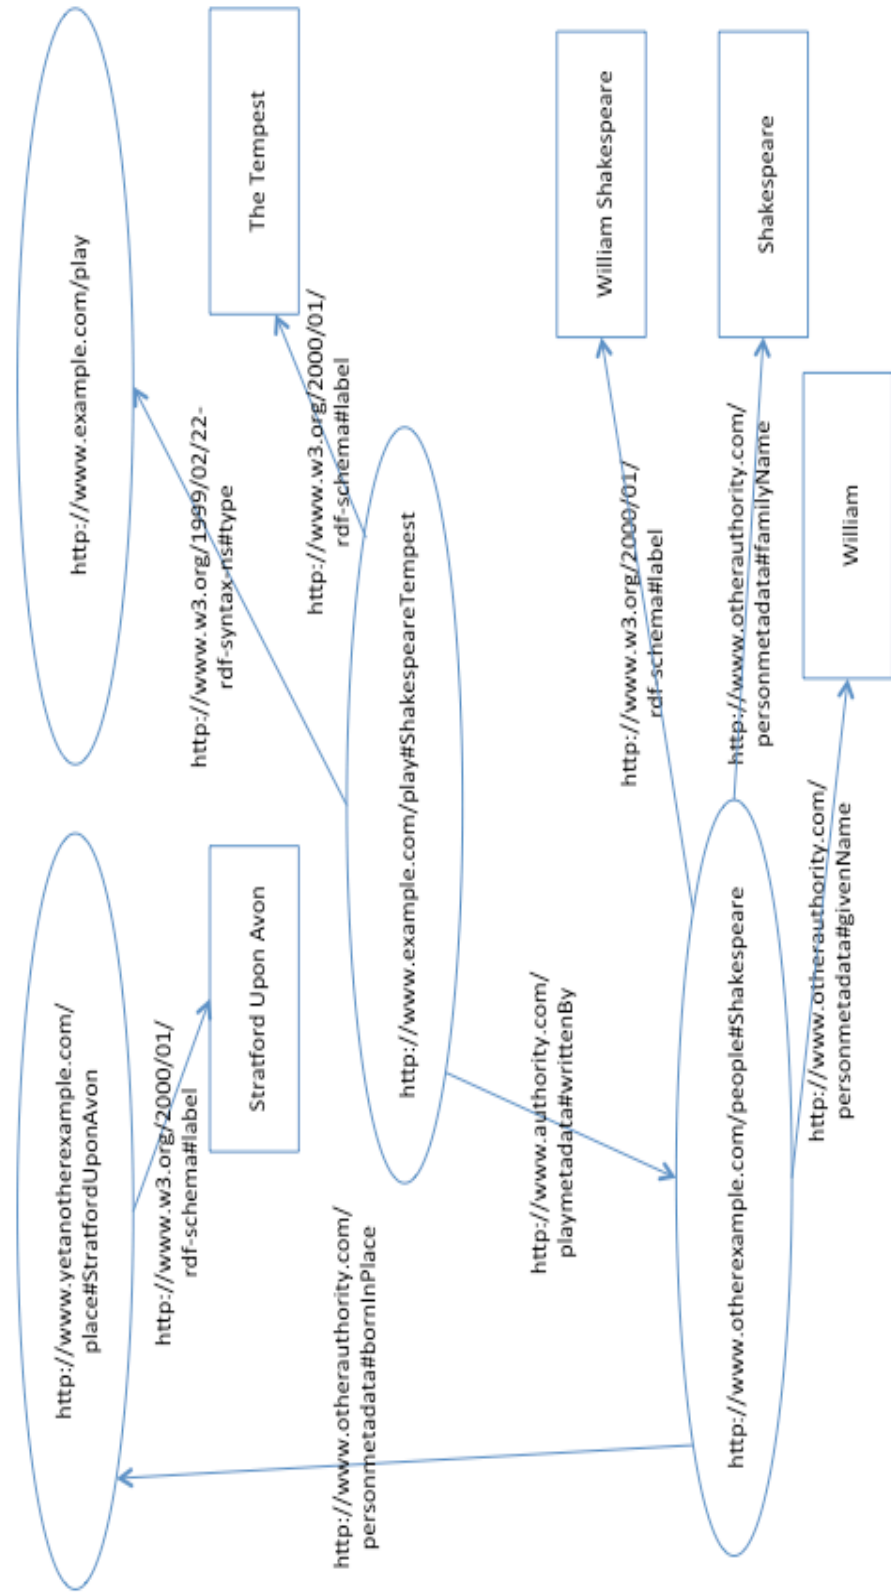 http://www.yetanotherexample.com/
place#StratfordUponAvon
http://www.example.com/play
http://www.w3.org/2000/01/
rdf-schema#label
http://www.w3.org/1999/02/22-
rdf-syntax-ns#type
Stratford Upon Avon
The Tempest
http://www.w3.org/2000/01/
rdf-schema#label
http://www.otherauthority.com/
personmetadata#bornInPlace
http://www.example.com/play#ShakespeareTempest
http://www.authority.com/
playmetadata#writtenBy
http://www.w3.org/2000/01/
rdf-schema#label
William Shakespeare
http://www.otherexample.com/people#Shakespeare
http://www.otherauthority.com/
personmetadata#familyName
Shakespeare
http://www.otherauthority.com/
personmetadata#givenName
William